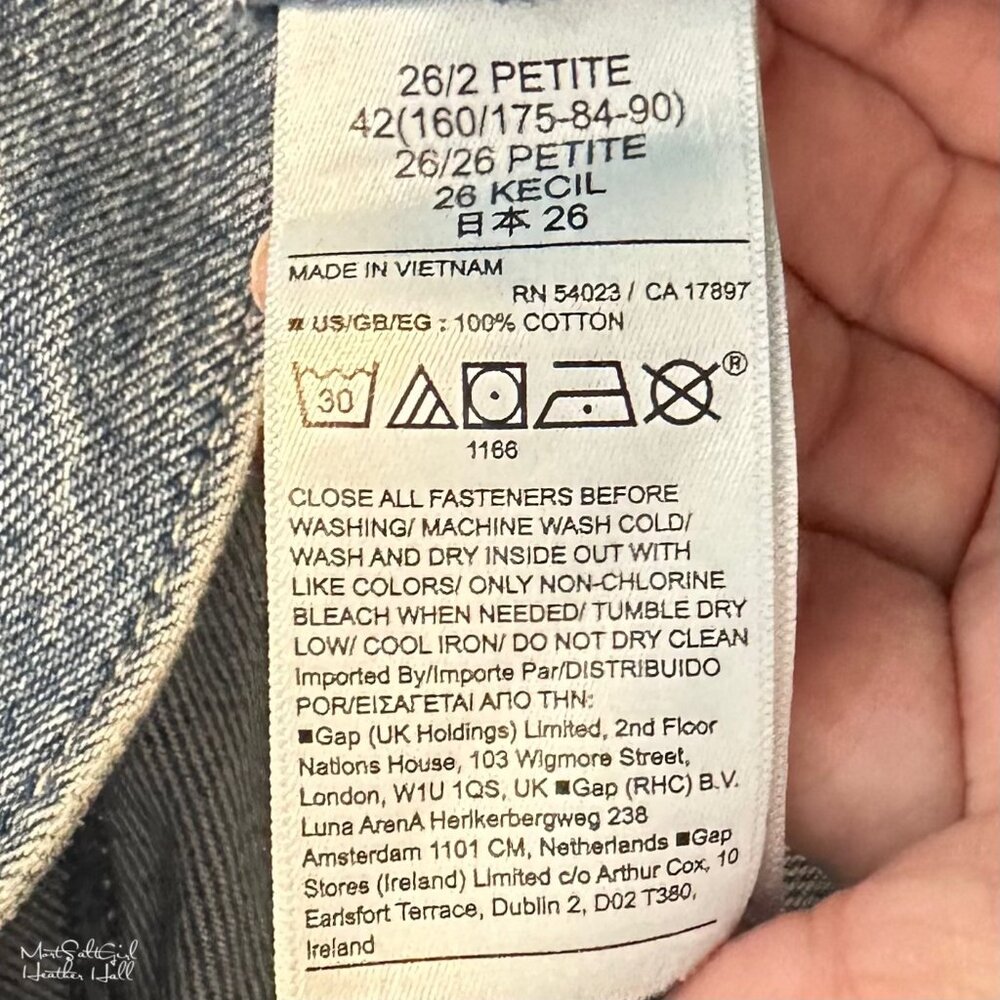 26/2 PETITE
42(160/175-84-90)
26/26 PETITE
26 KECIL
日本 26
MADE IN VIETNAM
RN 54023 / CA 17897
US/GB/EG : 100% COTTON
30
®
1166
CLOSE ALL FASTENERS BEFORE
WASHING/ MACHINE WASH COLD/
WASH AND DRY INSIDE OUT WITH
LIKE COLORS/ ONLY NON-CHLORINE
BLEACH WHEN NEEDED/ TUMBLE DRY
LOW/ COOL IRON/ DO NOT DRY CLEAN
Imported By/Importe Par/DISTRIBUIDO
POR/ΕΙΣΑΓΕΤΑΙ ΑΠΟ ΤΗΝ:
■Gap (UK Holdings) Limited, 2nd Floor
Nations House, 103 Wigmore Street,
London, W1U 1QS, UK ■Gap (RHC) B.V.
Luna ArenA Herikerbergweg 238
Amsterdam 1101 CM, Netherlands ■Gap
Stores (Ireland) Limited c/o Arthur Cox, 10
Earlsfort Terrace, Dublin 2, D02 T380,
Ireland
MortSaltGirl
Heather Hall